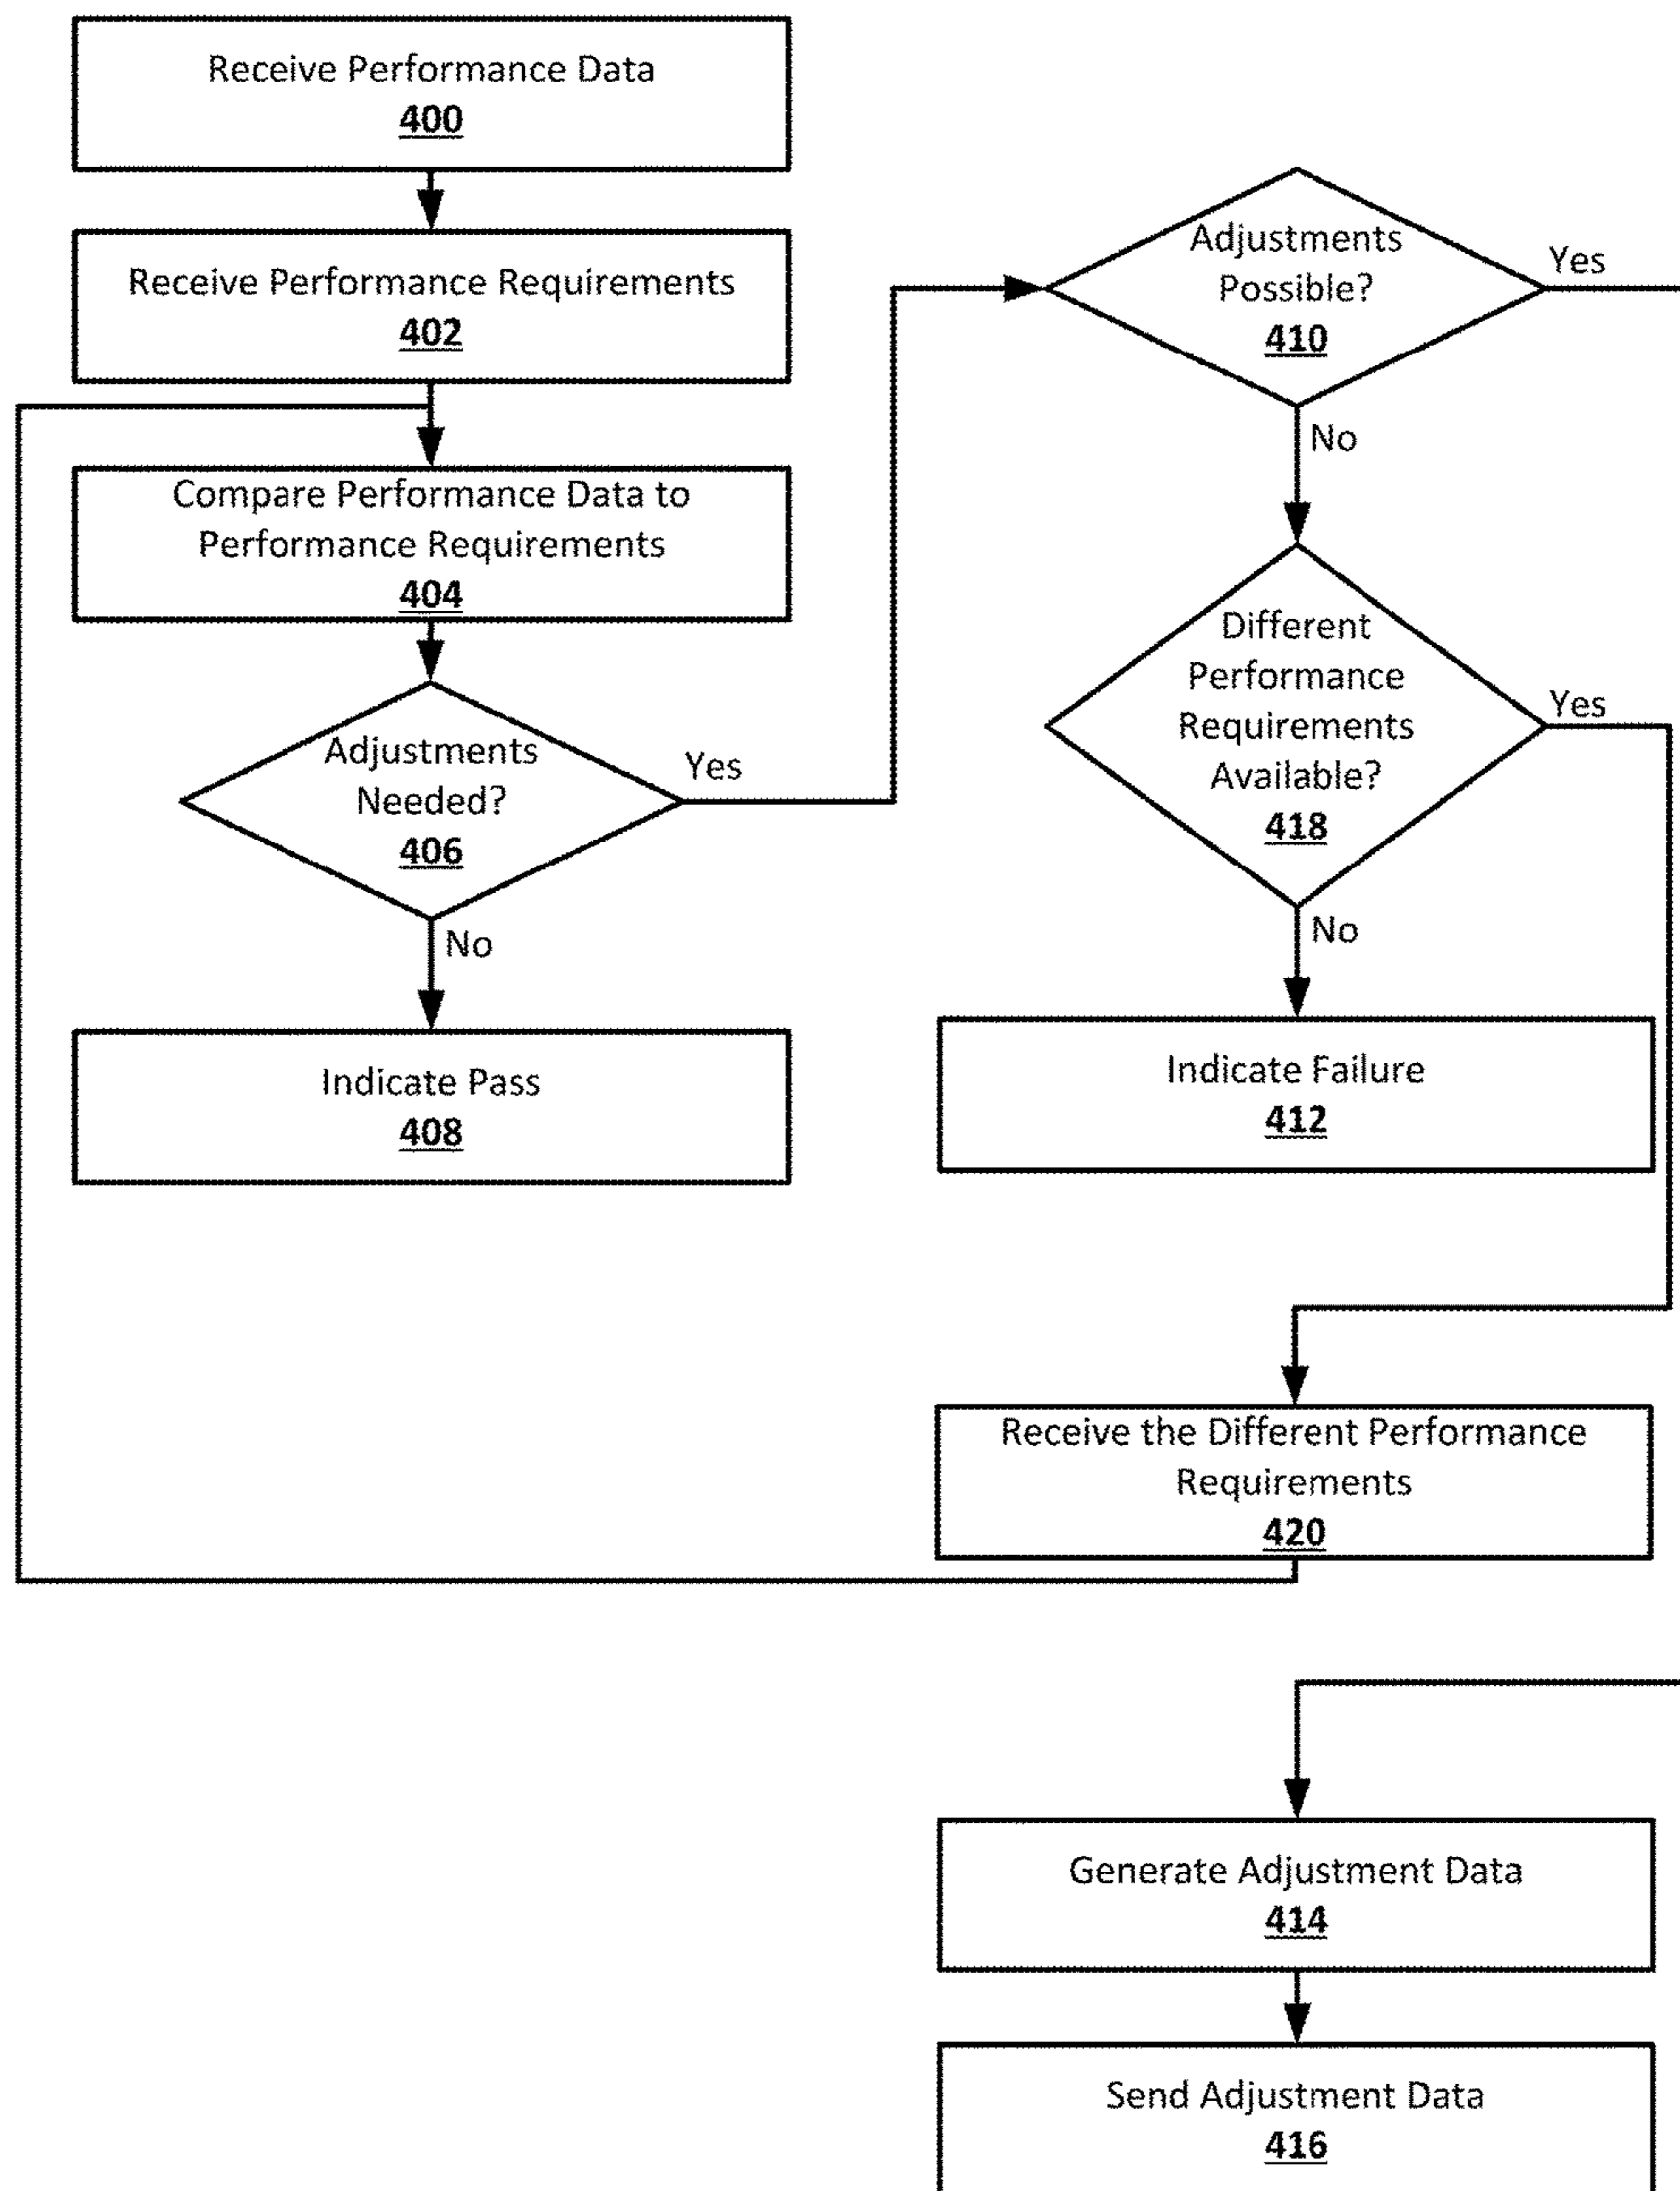 Receive Performance Data
400
Receive Performance Requirements
402
Compare Performance Data to
Performance Requirements
404
Adjustments
Needed?
406
Yes
No
Indicate Pass
408
Adjustments
Possible?
410
Yes
No
Different
Performance
Requirements
Available?
418
Yes
No
Indicate Failure
412
Receive the Different Performance
Requirements
420
Generate Adjustment Data
414
Send Adjustment Data
416